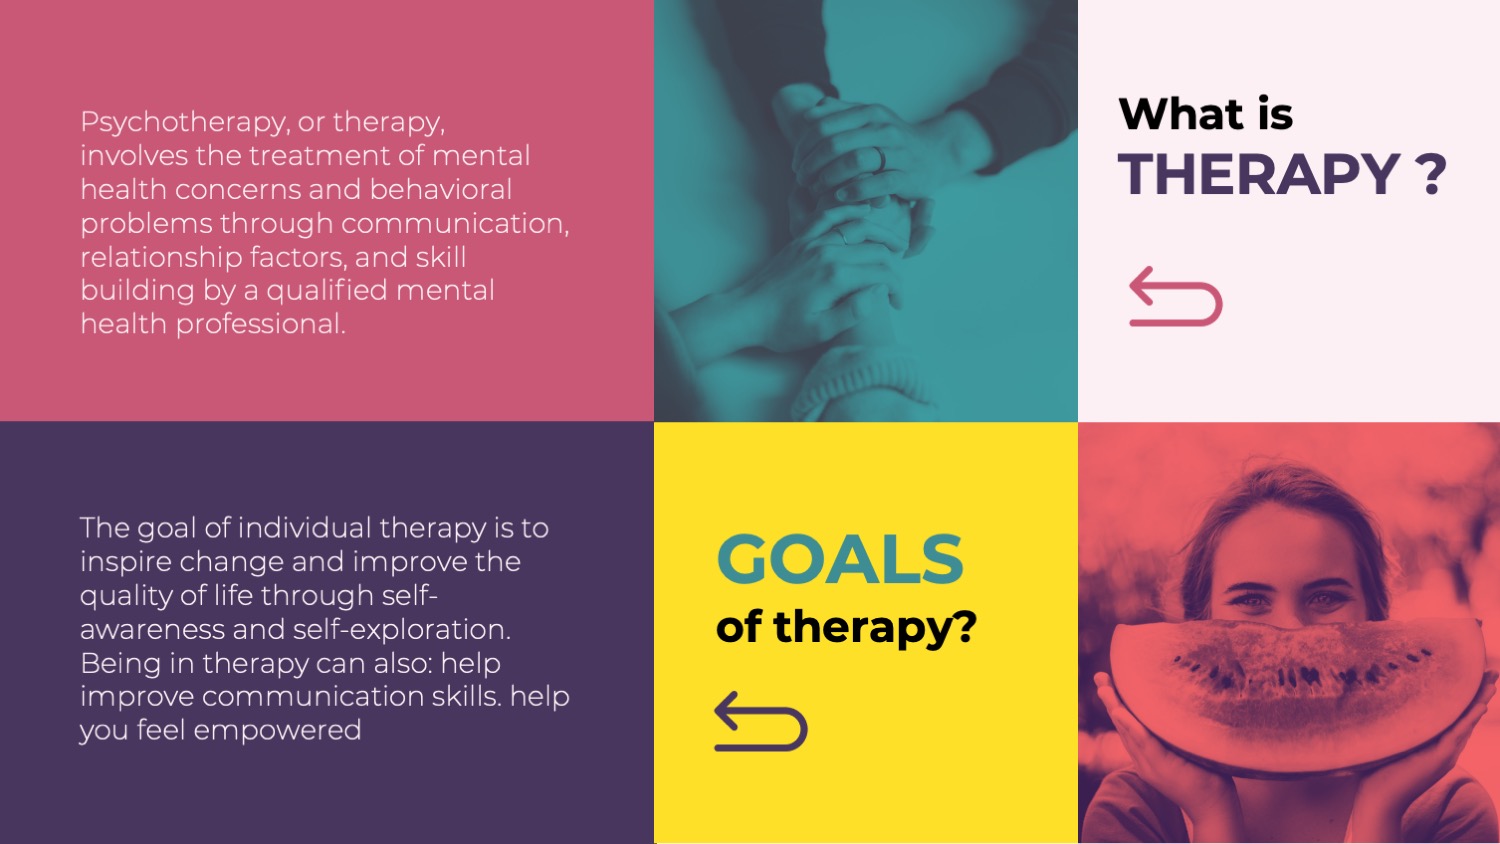 Psychotherapy, or therapy,
involves the treatment of mental
health concerns and behavioral
problems through communication,
relationship factors, and skill
building by a qualified mental
health professional.
What is
THERAPY ?
The goal of individual therapy is to
inspire change and improve the
quality of life through self-
awareness and self-exploration.
Being in therapy can also: help
improve communication skills. help
you feel empowered
GOALS
of therapy?